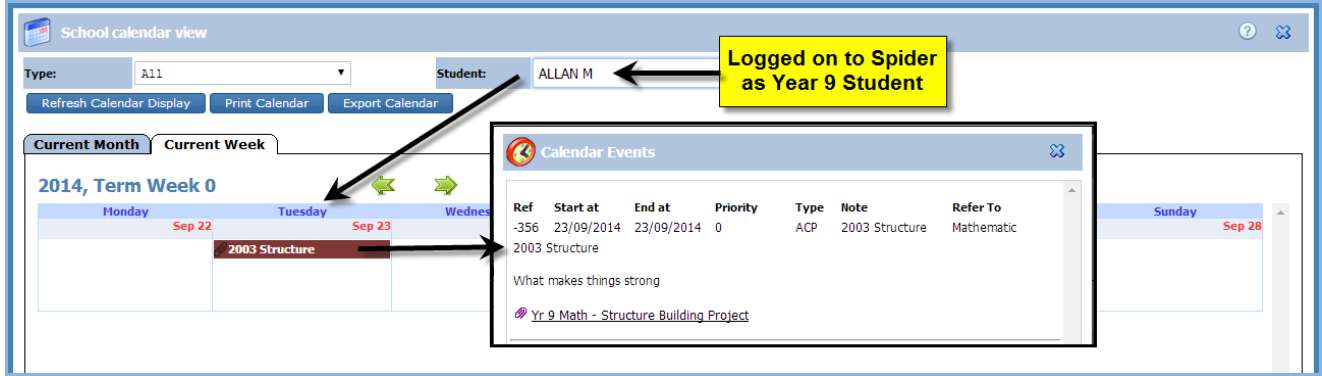 School calendar view
Type: All Student: ALLAN M
Logged on to Spider
as Year 9 Student
Refresh Calendar Display Print Calendar Export Calendar
Current Month Current Week
2014, Term Week 0
Monday Tuesday Wednes Sunday
Sep 22 Sep 23 Sep 28
2003 Structure
Calendar Events
Ref Start at End at Priority Type Note Refer To
-356 23/09/2014 23/09/2014 0 ACP 2003 Structure Mathematic
2003 Structure
What makes things strong
Yr 9 Math - Structure Building Project